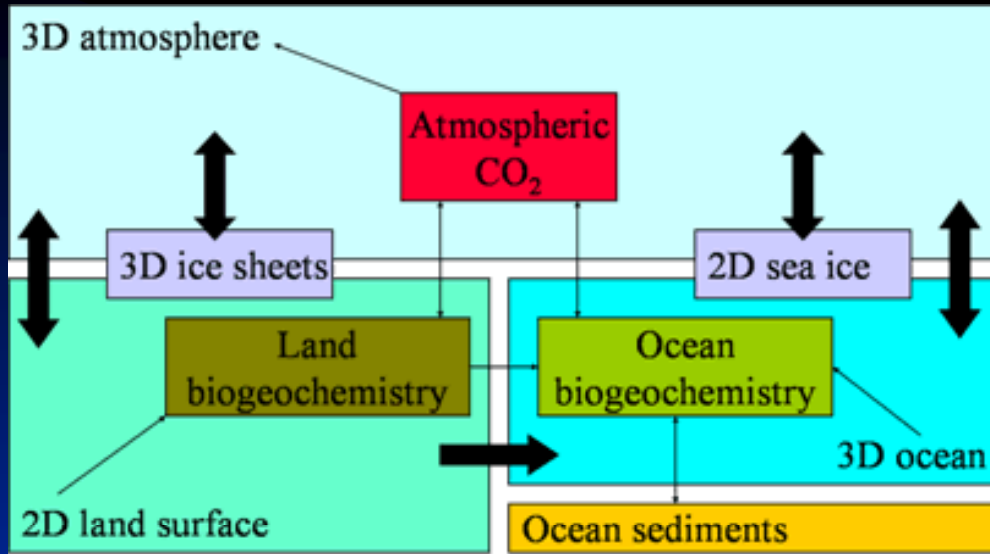 3D atmosphere
Atmospheric
CO₂
3D ice sheets
2D sea ice
Land
biogeochemistry
Ocean
biogeochemistry
3D ocean
2D land surface
Ocean sediments